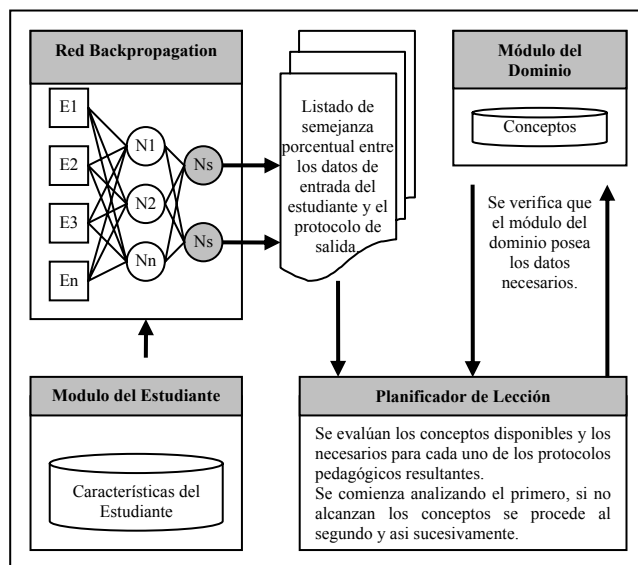 Red Backpropagation
E1
E2
E3
En
N1
N2
Nn
Ns
Ns
Listado de
semejanza
porcentual entre
los datos de
entrada del
estudiante y el
protocolo de
salida.
Módulo del
Dominio
Conceptos
Se verifica que
el módulo del
dominio posea
los datos
necesarios.
Modulo del Estudiante
Características del
Estudiante
Planificador de Lección
Se evalúan los conceptos disponibles y los
necesarios para cada uno de los protocolos
pedagógicos resultantes.
Se comienza analizando el primero, si no
alcanzan los conceptos se procede al
segundo y asi sucesivamente.